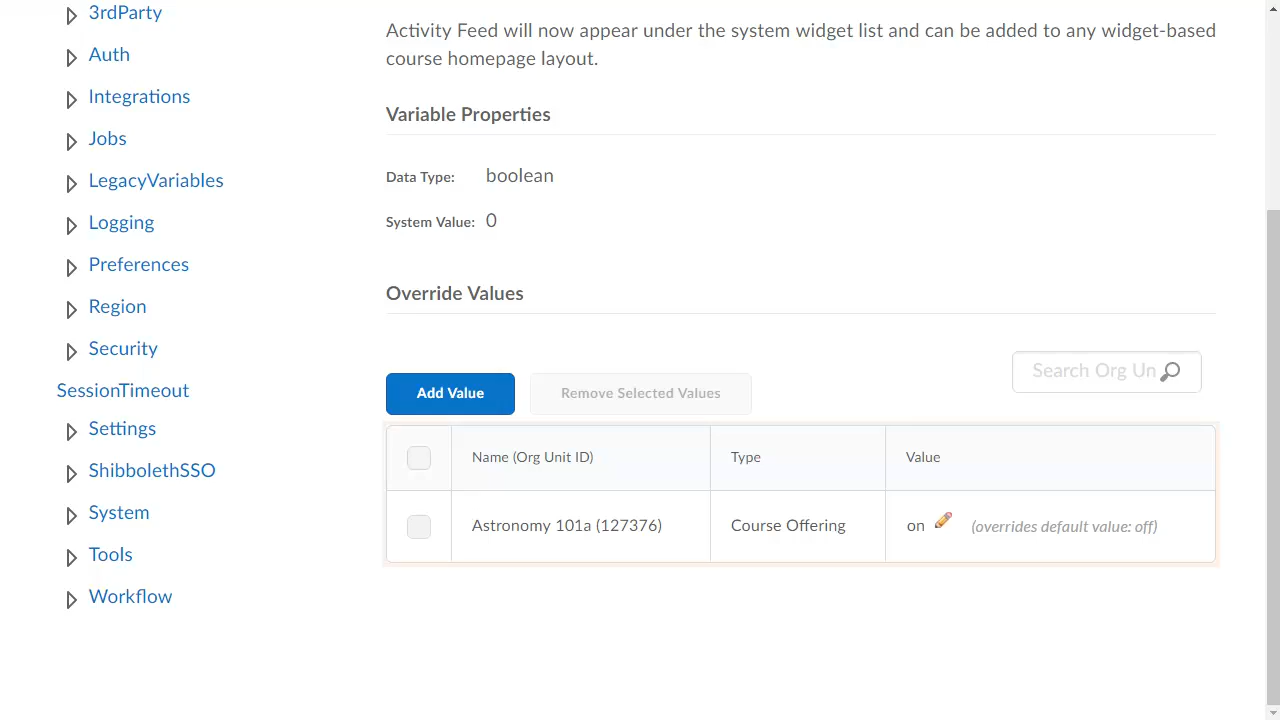 3rdParty
Auth
Integrations
Jobs
LegacyVariables
Logging
Preferences
Region
Security
SessionTimeout
Settings
ShibbolethSSO
System
Tools
Workflow
Activity Feed will now appear under the system widget list and can be added to any widget-based
course homepage layout.
Variable Properties
Data Type: boolean
System Value: 0
Override Values
Add Value Remove Selected Values Search Org Un
Name (Org Unit ID) Type Value
Astronomy 101a (127376) Course Offering on (overrides default value: off)